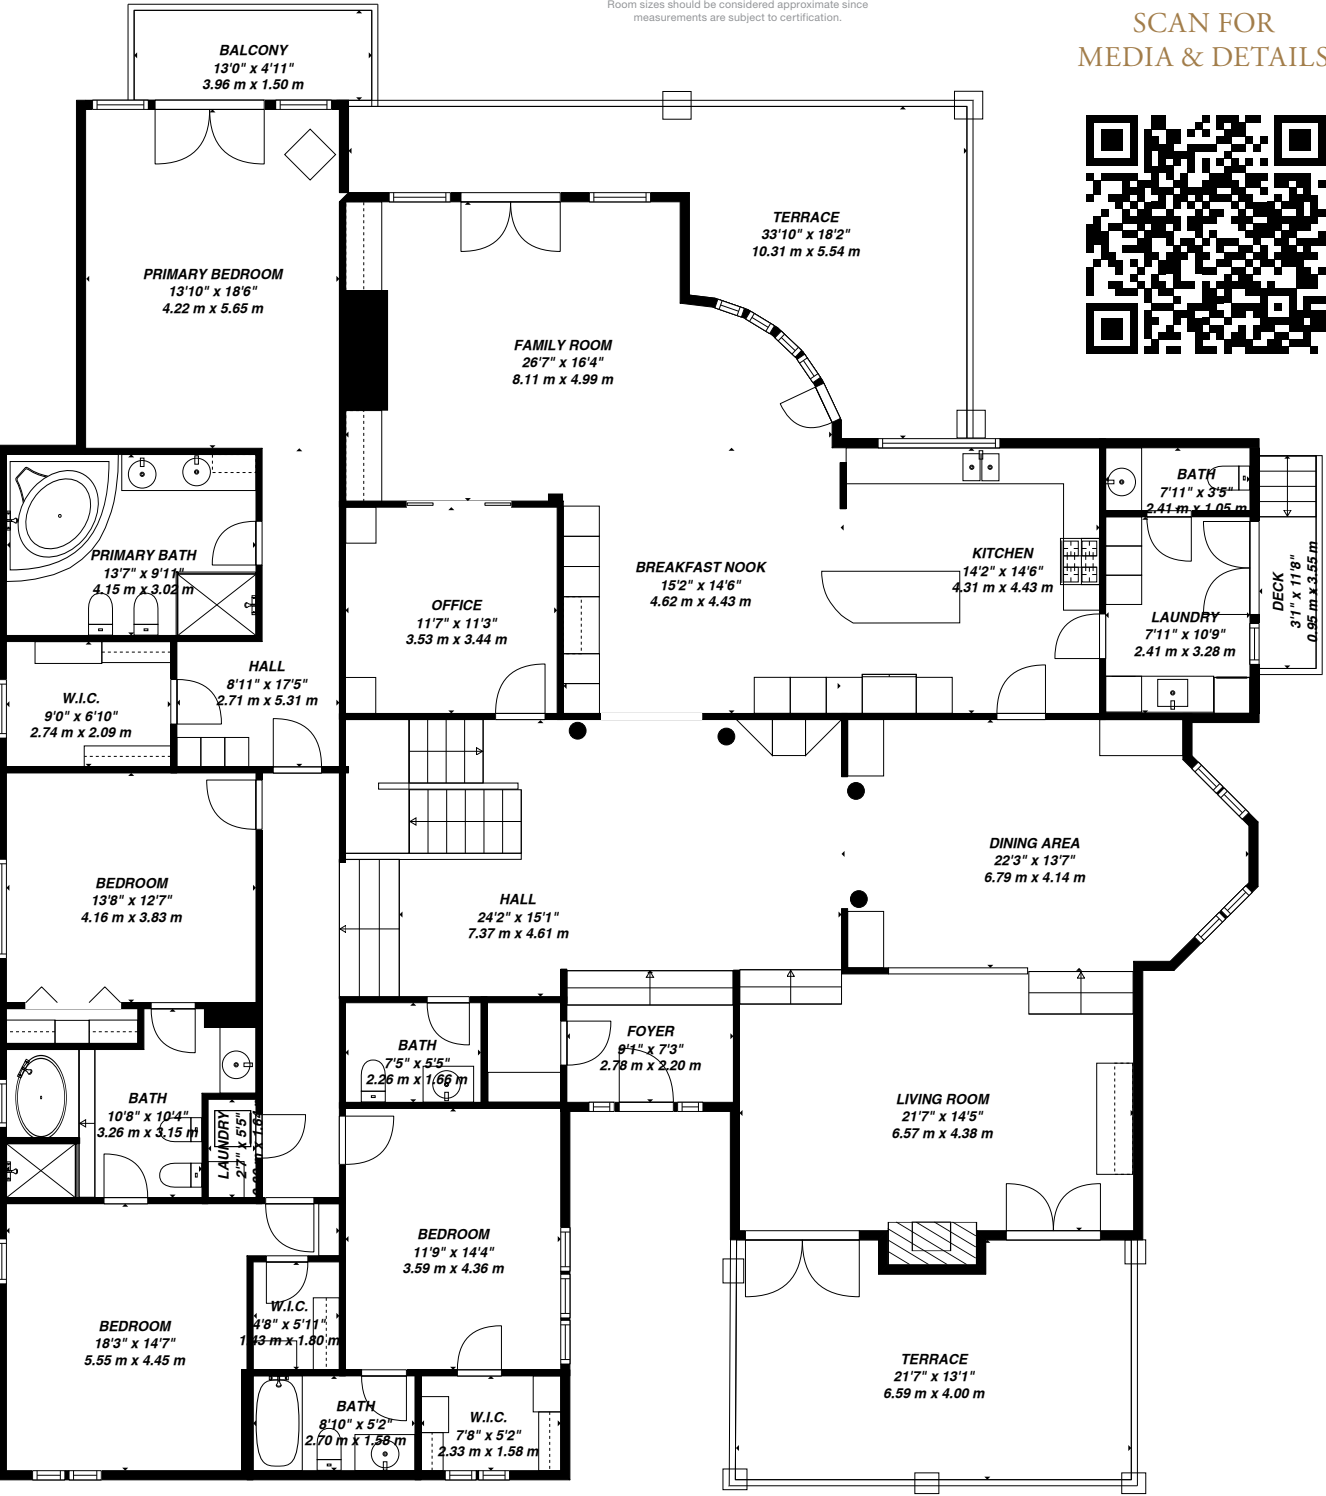 Room sizes should be considered approximate since
measurements are subject to certification.
SCAN FOR
MEDIA & DETAILS
BALCONY
13'0" x 4'11"
3.96 m x 1.50 m
TERRACE
33'10" x 18'2"
10.31 m x 5.54 m
PRIMARY BEDROOM
13'10" x 18'6"
4.22 m x 5.65 m
FAMILY ROOM
26'7" x 16'4"
8.11 m x 4.99 m
BATH
7'11" x 3'5"
2.41 m x 1.05 m
PRIMARY BATH
13'7" x 9'11"
4.15 m x 3.02 m
OFFICE
11'7" x 11'3"
3.53 m x 3.44 m
BREAKFAST NOOK
15'2" x 14'6"
4.62 m x 4.43 m
KITCHEN
14'2" x 14'6"
4.31 m x 4.43 m
LAUNDRY
7'11" x 10'9"
2.41 m x 3.28 m
DECK
3'1" x 11'8"
0.95 m x 3.55 m
HALL
8'11" x 17'5"
2.71 m x 5.31 m
W.I.C.
9'0" x 6'10"
2.74 m x 2.09 m
DINING AREA
22'3" x 13'7"
6.79 m x 4.14 m
BEDROOM
13'8" x 12'7"
4.16 m x 3.83 m
HALL
24'2" x 15'1"
7.37 m x 4.61 m
FOYER
9'1" x 7'3"
2.78 m x 2.20 m
BATH
7'5" x 5'5"
2.26 m x 1.66 m
BATH
10'8" x 10'4"
3.26 m x 3.15 m
LAUNDRY
2'7" x 5'5"
LIVING ROOM
21'7" x 14'5"
6.57 m x 4.38 m
BEDROOM
11'9" x 14'4"
3.59 m x 4.36 m
W.I.C.
4'8" x 5'11"
1.43 m x 1.80 m
BEDROOM
18'3" x 14'7"
5.55 m x 4.45 m
TERRACE
21'7" x 13'1"
6.59 m x 4.00 m
BATH
8'10" x 5'2"
2.70 m x 1.58 m
W.I.C.
7'8" x 5'2"
2.33 m x 1.58 m